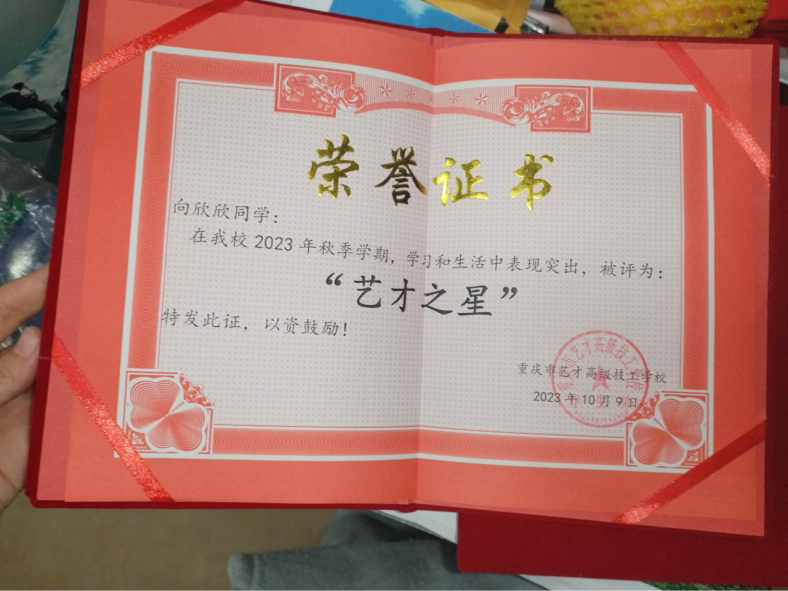 荣誉证书
向欣欣同学：
在我校2023年秋季学期，学习和生活中表现突出，被评为：
“艺才之星”
特发此证，以资鼓励！
重庆市艺才高级技工学校
2023年10月9日